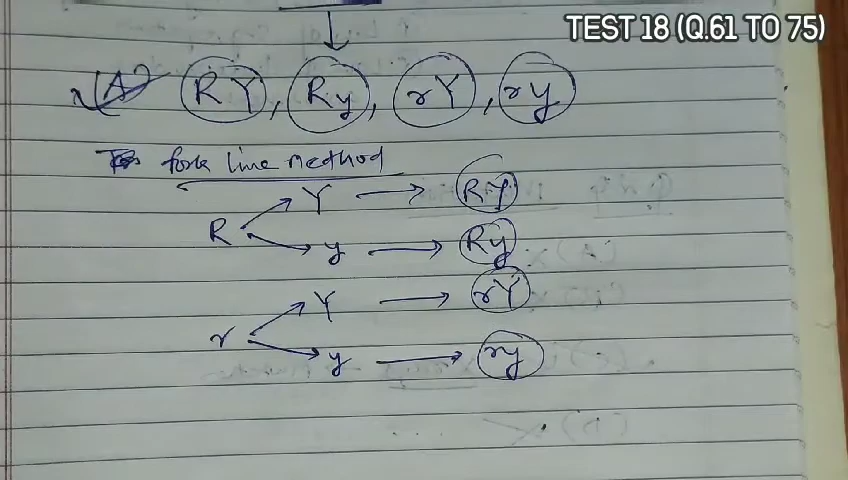 TEST 18 (Q.61 TO 75)
(A) RY, Ry, rY, ry
fork line method
Y → RY
R
y → Ry
Y → rY
r
y → ry